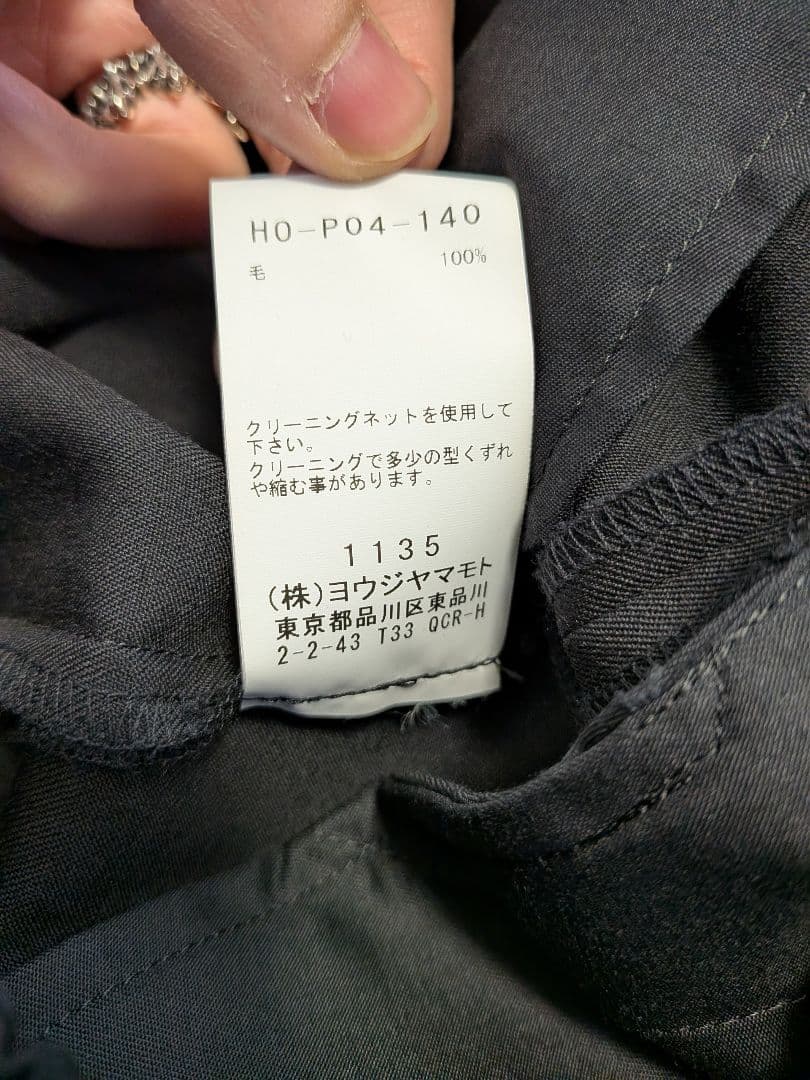 HO-P04-140
毛 100%
クリーニングネットを使用して
下さい。
クリーニングで多少の型くずれ
や縮む事があります。
1135
(株)ヨウジヤマモト
東京都品川区東品川
2-2-43 T33 QCR-H